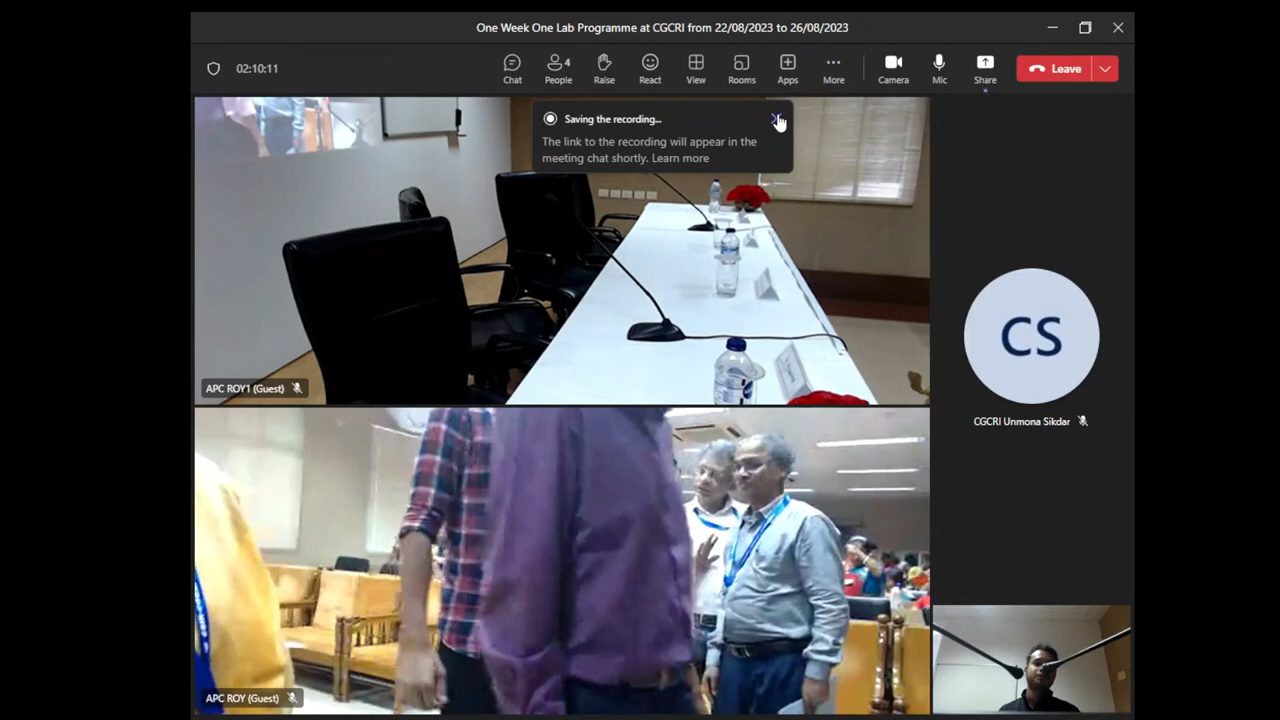 One Week One Lab Programme at CGCRI from 22/08/2023 to 26/08/2023
02:10:11
Chat
People 4
Raise
React
View
Rooms
Apps
More
Camera
Mic
Share
Leave
Saving the recording...
The link to the recording will appear in the
meeting chat shortly. Learn more
APC ROY1 (Guest)
CS
CGCRI Unmona Sikdar
APC ROY (Guest)